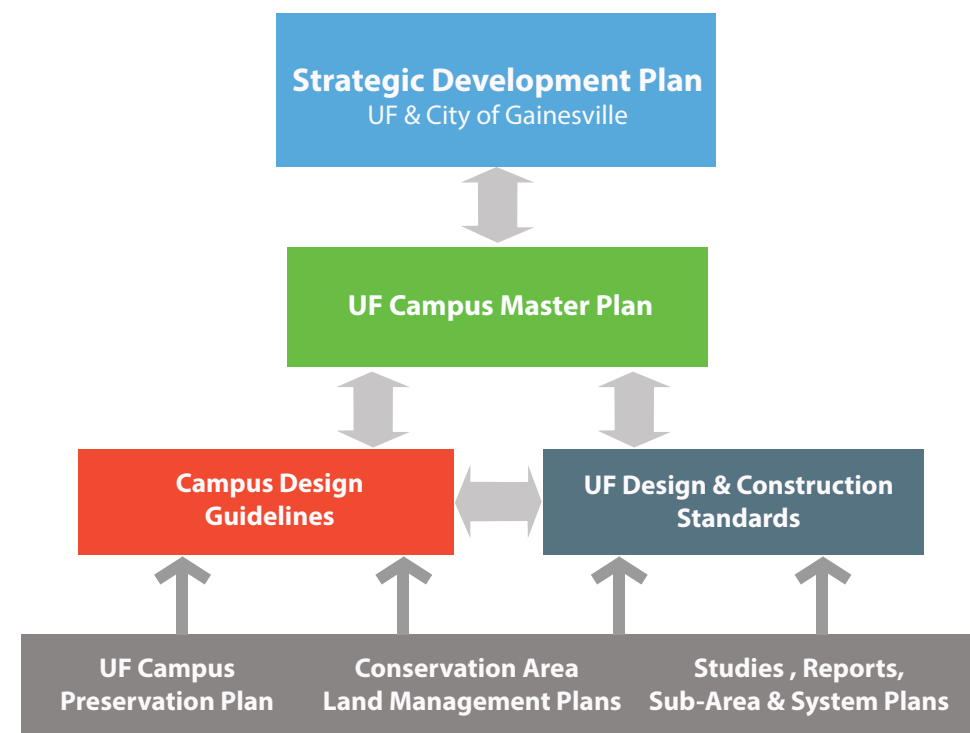 Strategic Development Plan
UF & City of Gainesville
UF Campus Master Plan
Campus Design
Guidelines
UF Design & Construction
Standards
UF Campus
Preservation Plan
Conservation Area
Land Management Plans
Studies , Reports,
Sub-Area & System Plans